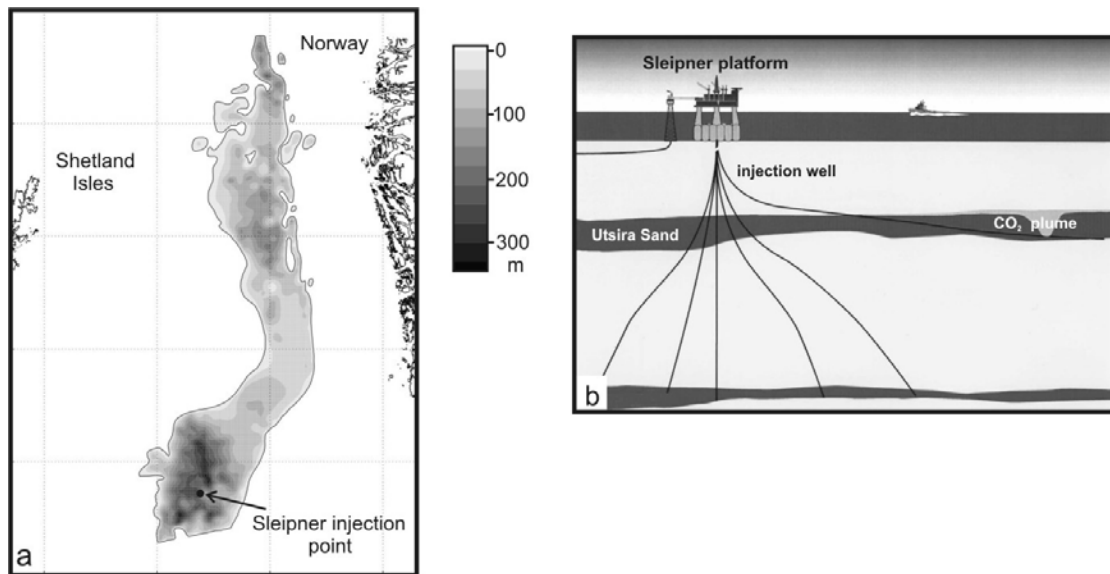 Norway
Shetland
Isles
Sleipner injection
point
a
0
100
200
300
m
Sleipner platform
injection well
Utsira Sand
CO₂ plume
b